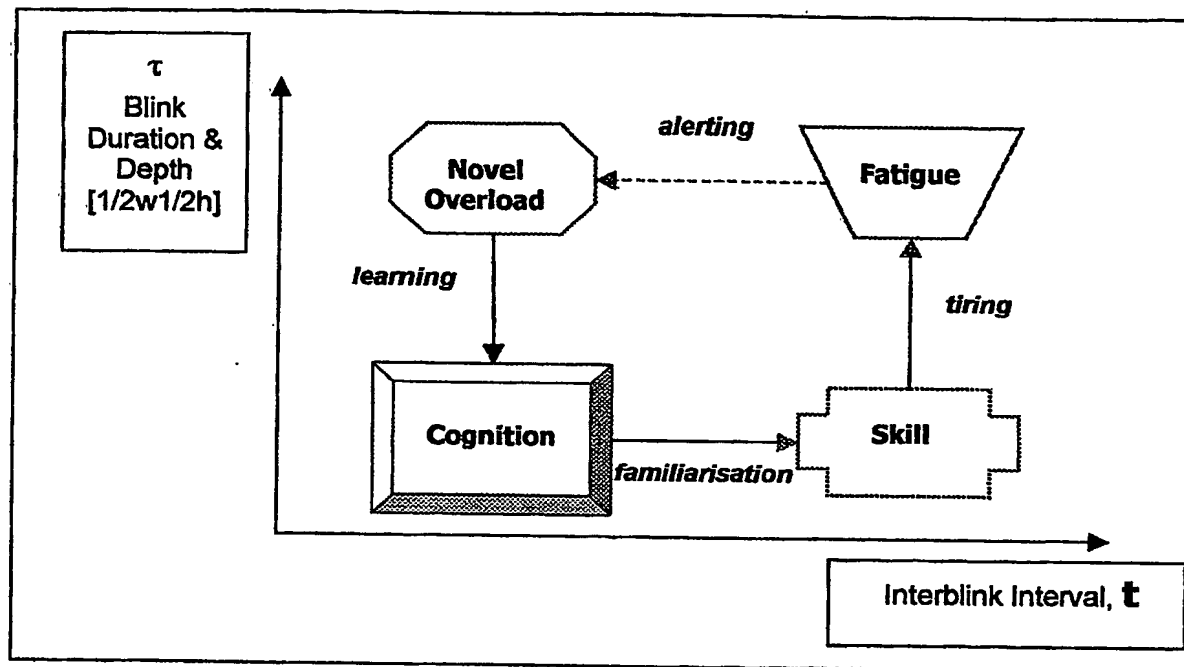 τ
Blink
Duration &
Depth
[1/2w1/2h]
alerting
Novel
Overload
Fatigue
learning
tiring
Cognition
Skill
familiarisation
Interblink Interval, t